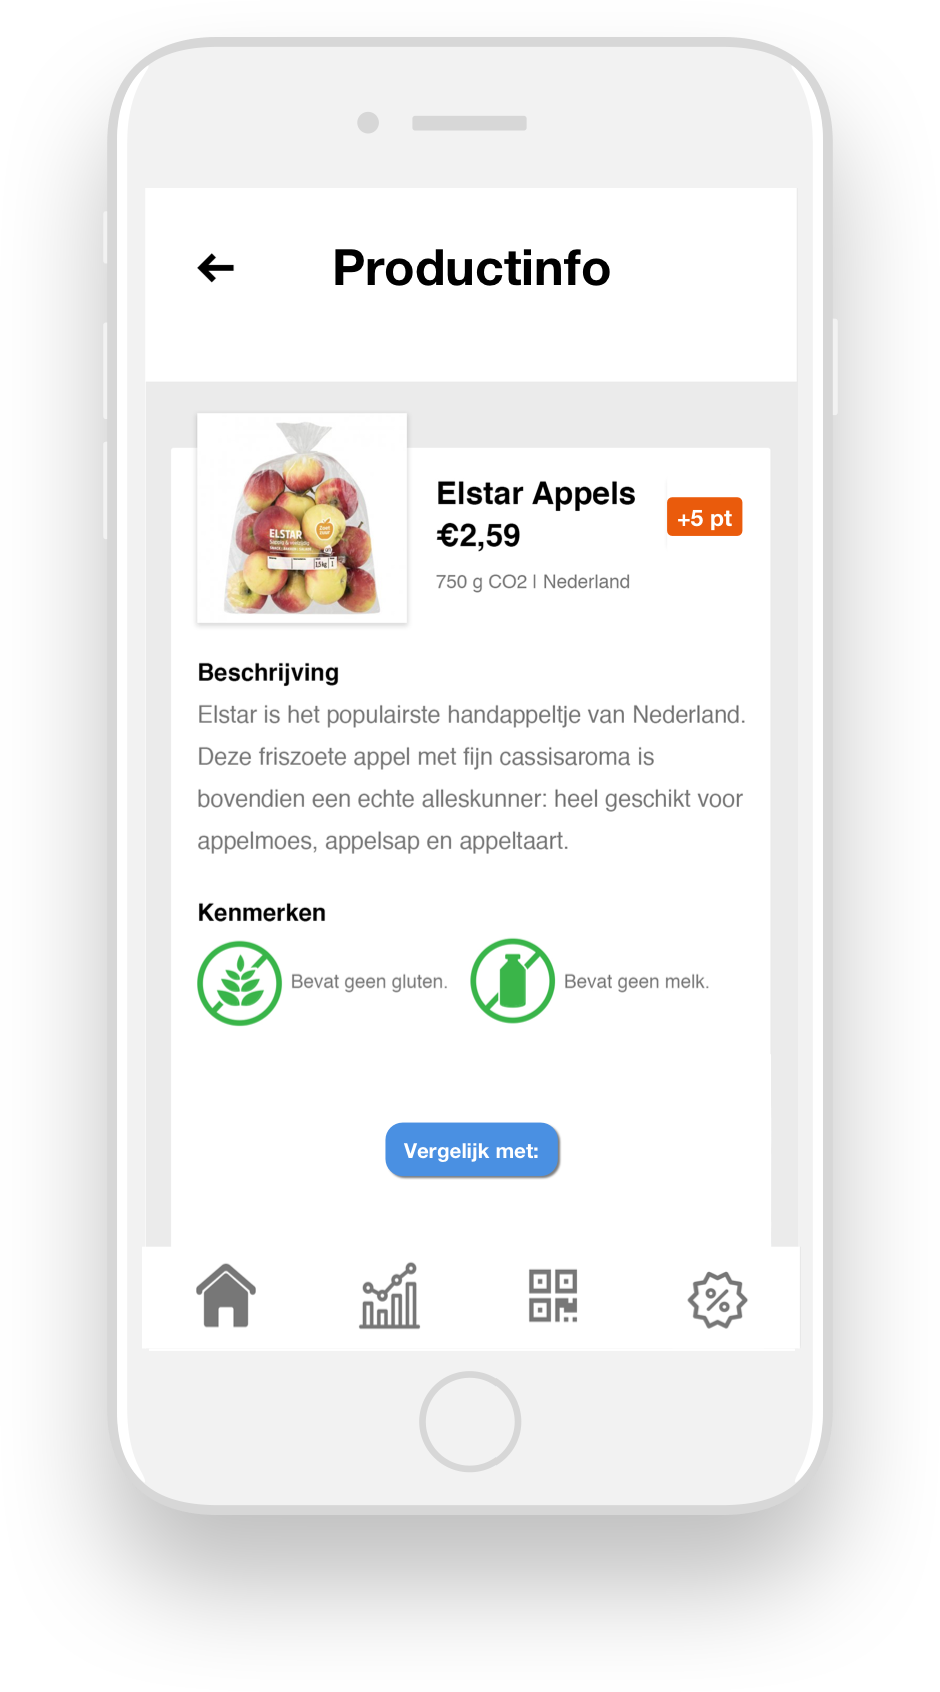 Productinfo
Elstar Appels
€2,59
+5 pt
750 g CO2 | Nederland
ELSTAR
1,5kg
Beschrijving
Elstar is het populairste handappeltje van Nederland.
Deze friszoete appel met fijn cassisaroma is
bovendien een echte alleskunner: heel geschikt voor
appelmoes, appelsap en appeltaart.
Kenmerken
Bevat geen gluten.
Bevat geen melk.
Vergelijk met: